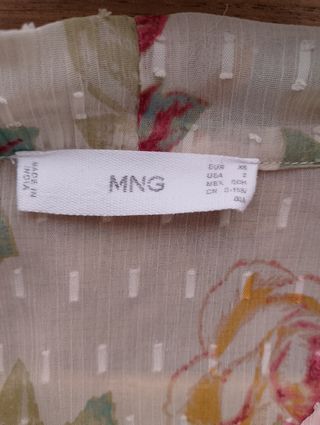 MADE IN
INDIA
MNG
EUR XS
USA 2
MEX
CN